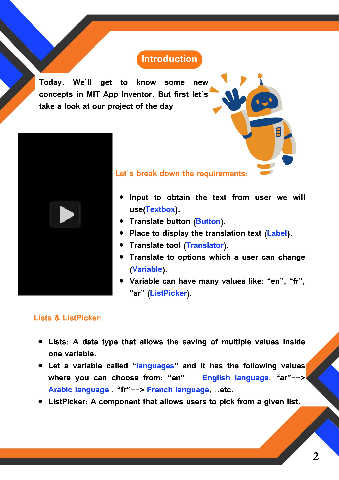 Introduction
Today, We'll get to know some new
concepts in MIT App Inventor. But first let's
take a look at our project of the day
Let's break down the requirements:
• Input to obtain the text from user we will
use(Textbox).
• Translate button (Button).
• Place to display the translation text (Label).
• Translate tool (Translator).
• Translate to options which a user can change
(Variable).
• Variable can have many values like: "en", "fr",
"ar" (ListPicker).
Lists & ListPicker:
• Lists: A data type that allows the saving of multiple values inside
one variable.
• Let a variable called "languages" and it has the following values
where you can choose from: "en" English language. "ar"-->
Arabic language . "fr"--> French language, ..etc.
• ListPicker: A component that allows users to pick from a given list.
2